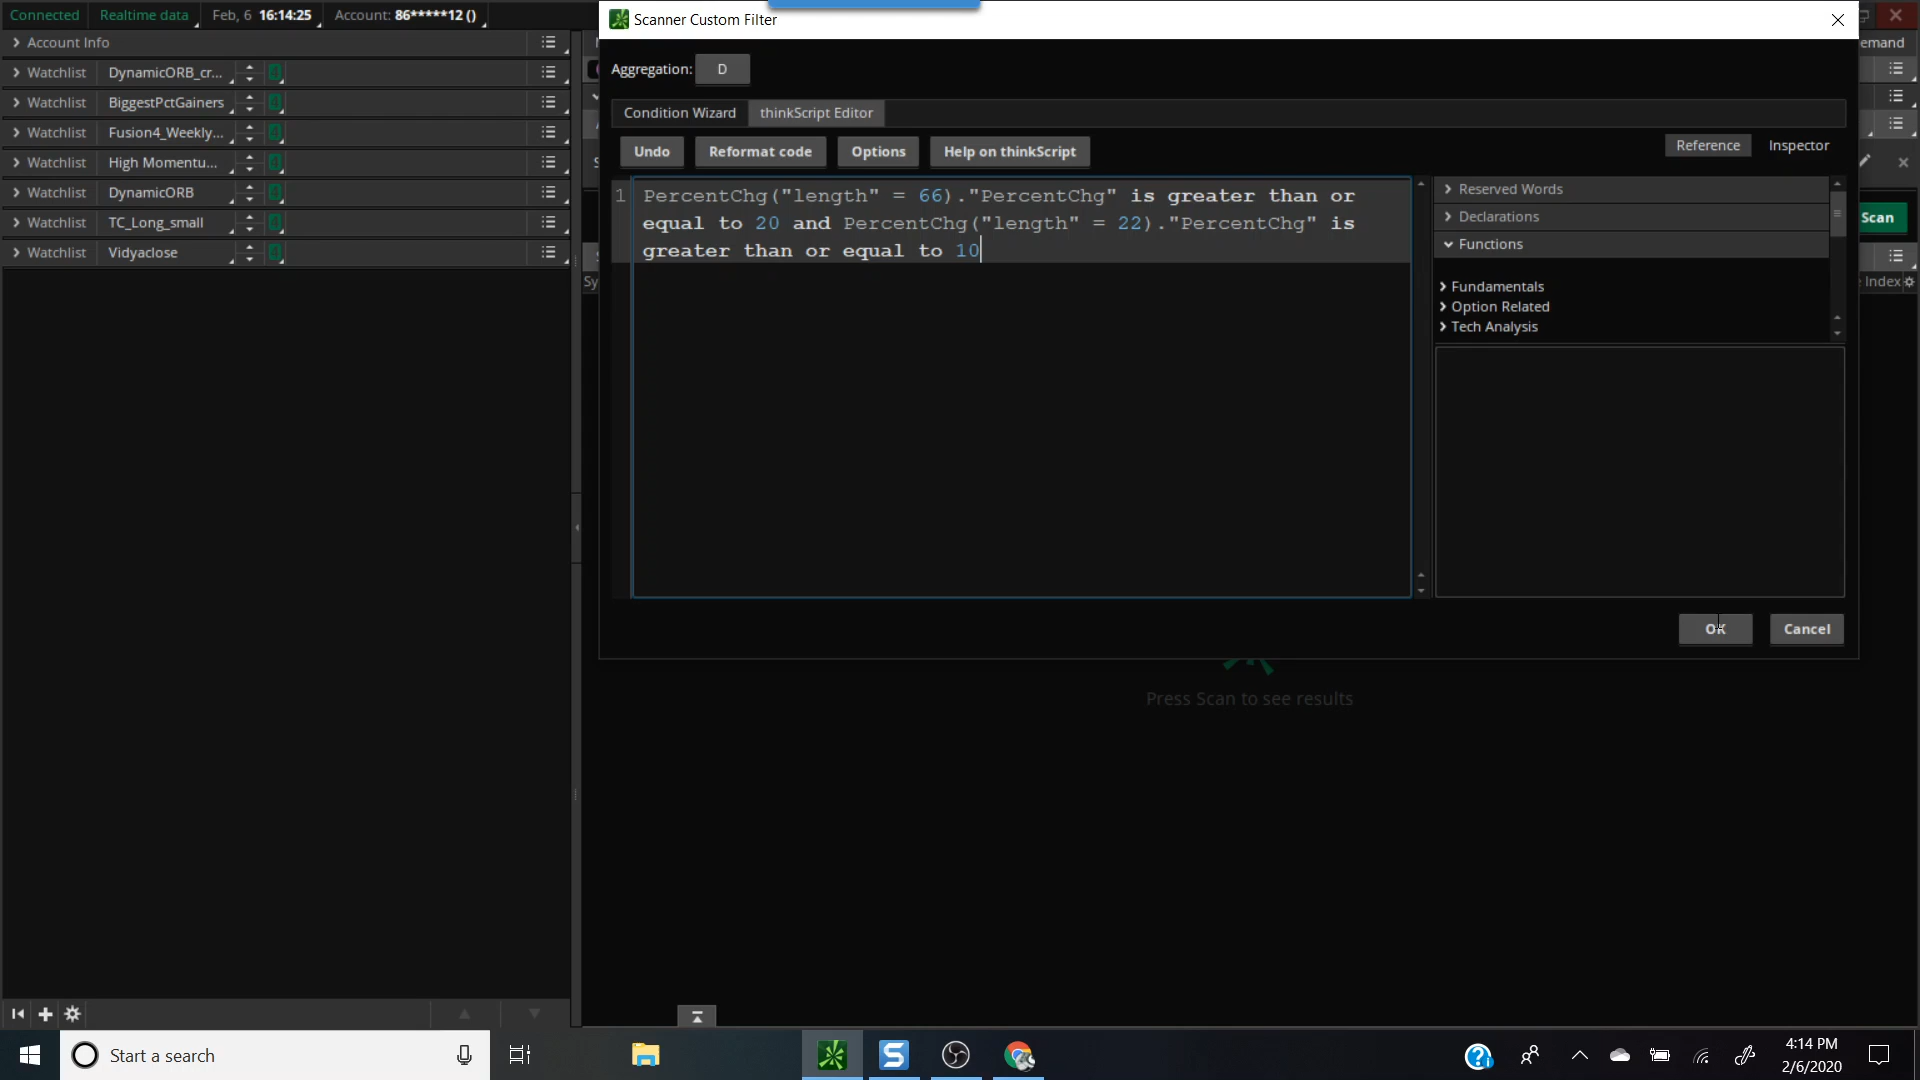 Connected Realtime data Feb, 6 16:14:25 Account: 86*****12 ()
Scanner Custom Filter
Account Info
Aggregation: D
emand
Watchlist DynamicORB_cr...
Watchlist BiggestPctGainers
Watchlist Fusion4_Weekly...
Watchlist High Momentu...
Watchlist DynamicORB
Watchlist TC_Long_small
Watchlist Vidyaclose
Condition Wizard thinkScript Editor
Undo Reformat code Options Help on thinkScript
Reference Inspector
1 PercentChg("length" = 66)."PercentChg" is greater than or
equal to 20 and PercentChg("length" = 22)."PercentChg" is
greater than or equal to 10
Reserved Words
Declarations
Functions
Fundamentals
Option Related
Tech Analysis
Scan
Sy
Index
OK Cancel
Press Scan to see results
Start a search
4:14 PM
2/6/2020